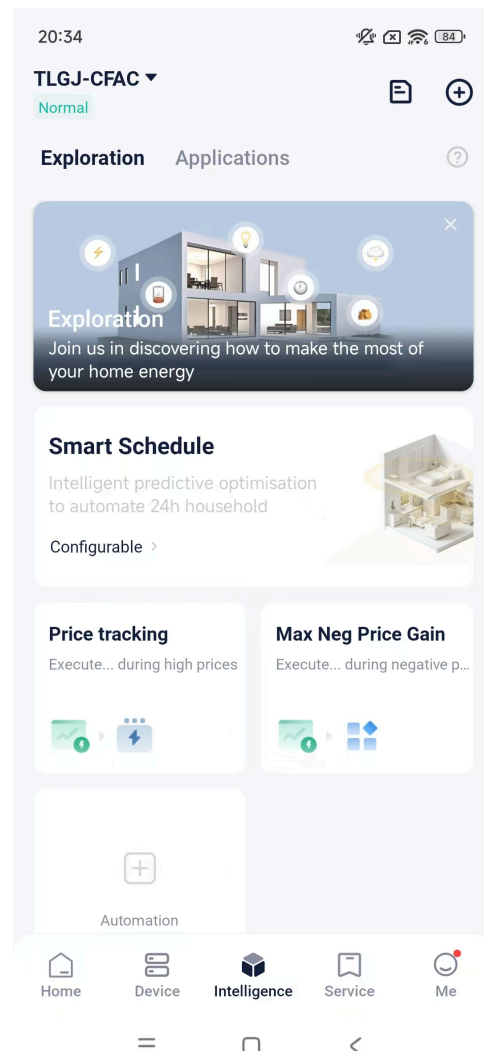 20:34
84
TLGJ-CFAC
Normal
Exploration Applications
Exploration
Join us in discovering how to make the most of
your home energy
Smart Schedule
Intelligent predictive optimisation
to automate 24h household
Configurable
Price tracking
Execute... during high prices
Max Neg Price Gain
Execute... during negative p...
Automation
Home Device Intelligence Service Me